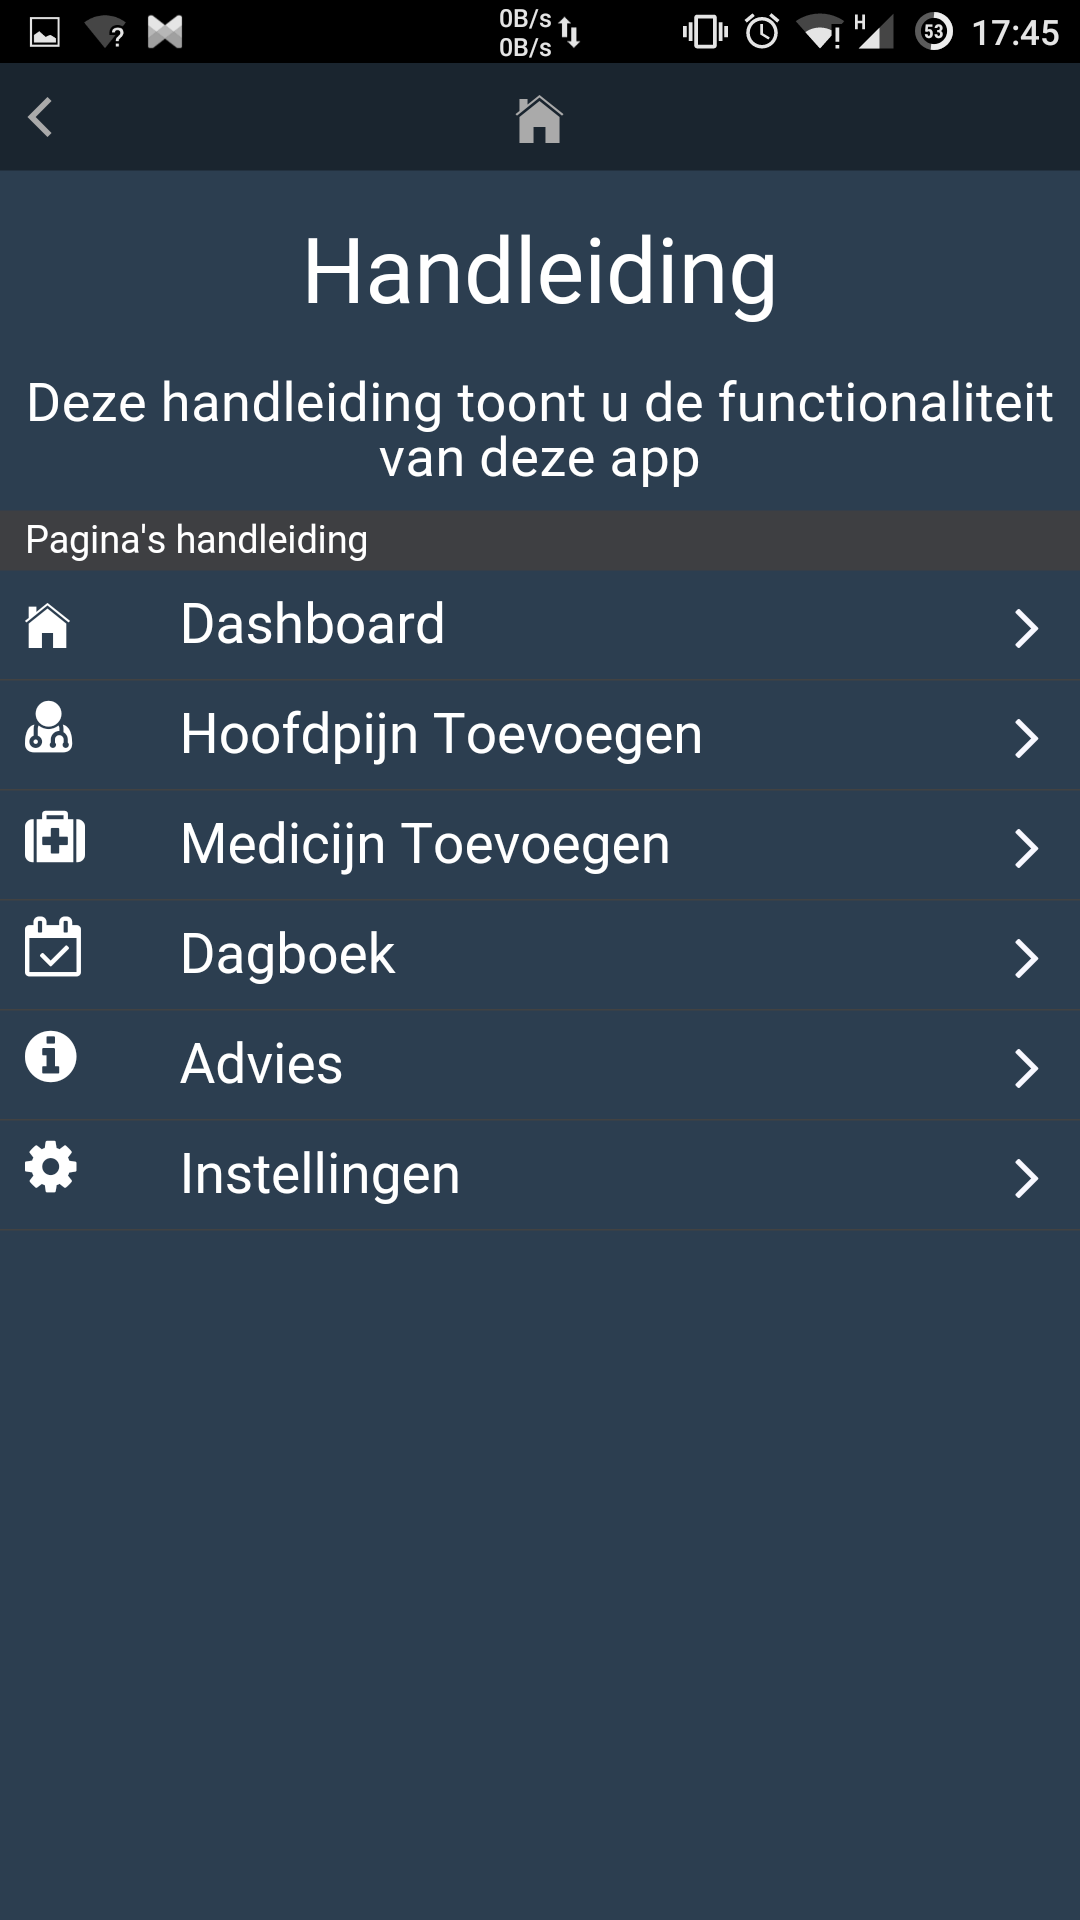 0B/s
0B/s
H
53
17:45
Handleiding
Deze handleiding toont u de functionaliteit
van deze app
Pagina's handleiding
Dashboard
Hoofdpijn Toevoegen
Medicijn Toevoegen
Dagboek
Advies
Instellingen